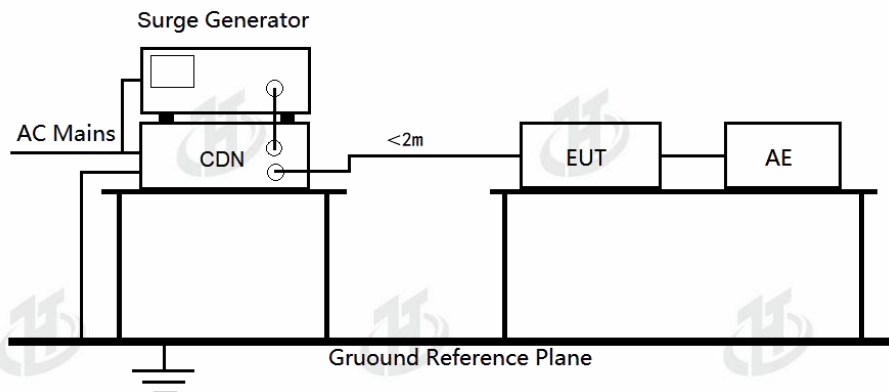 Surge Generator
AC Mains
CDN
<2m
EUT
AE
Gruound Reference Plane